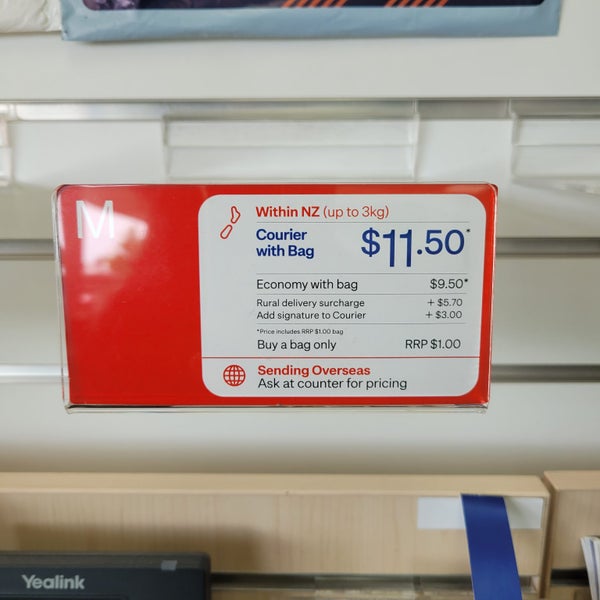 M
Within NZ (up to 3kg)
Courier
with Bag
$11.50*
Economy with bag $9.50*
Rural delivery surcharge + $5.70
Add signature to Courier + $3.00
*Price includes RRP $1.00 bag
Buy a bag only RRP $1.00
Sending Overseas
Ask at counter for pricing
Yealink